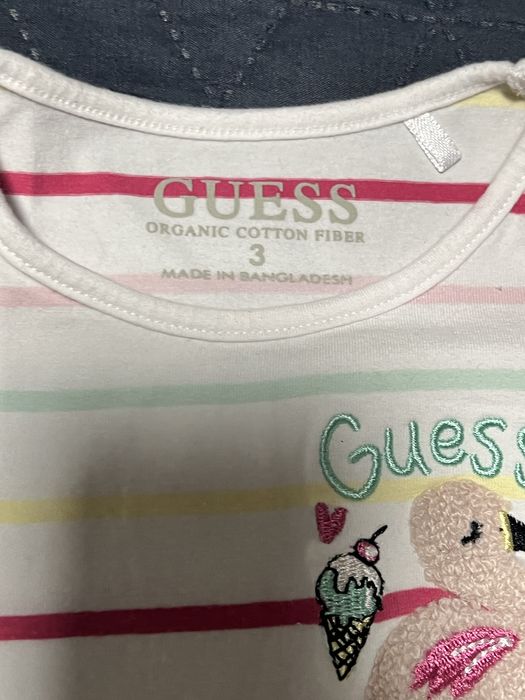 GUESS
ORGANIC COTTON FIBER
3
MADE IN BANGLADESH
Guess